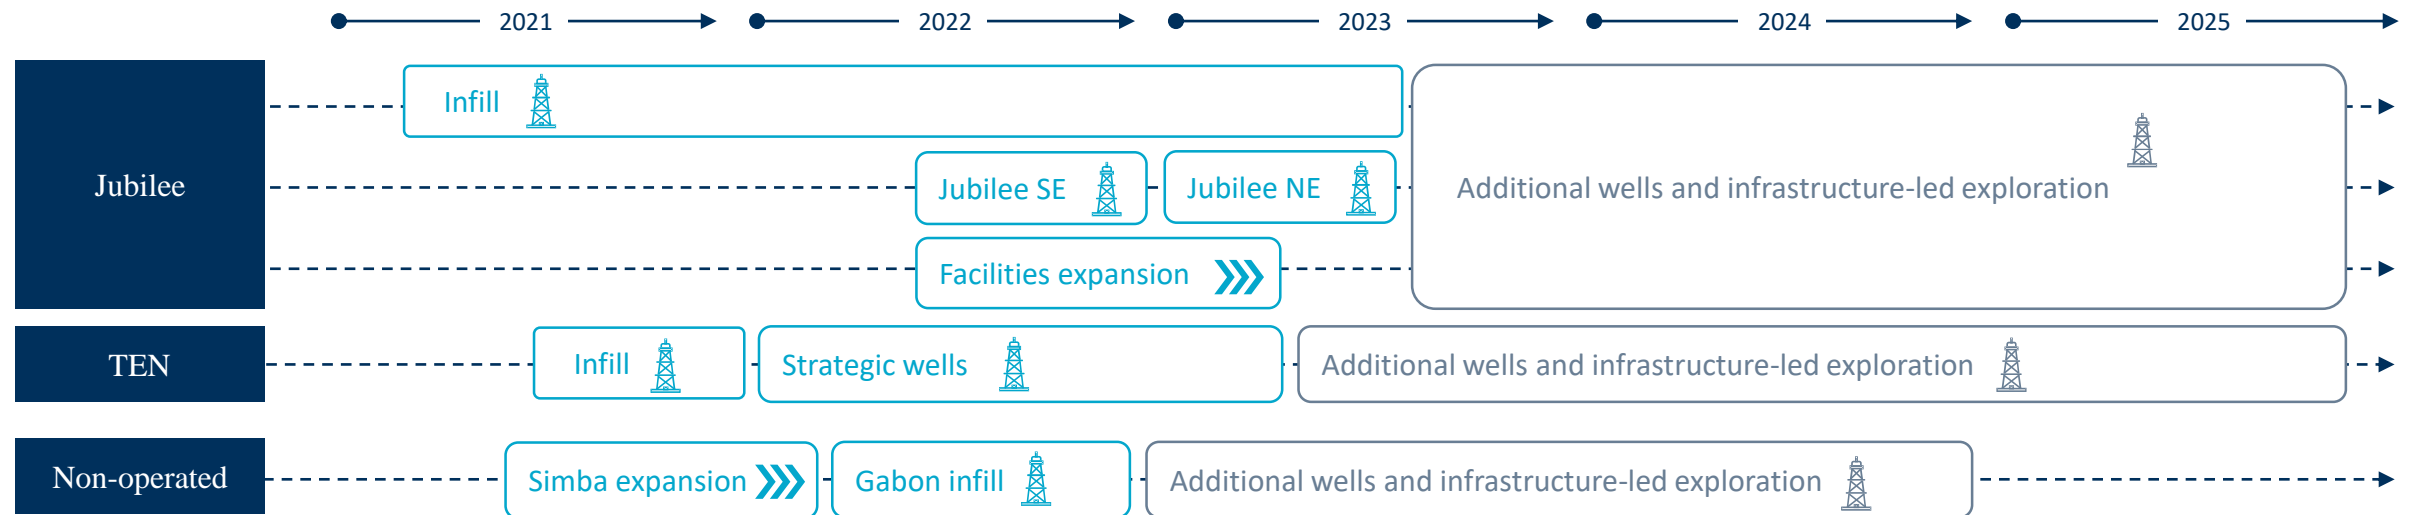 2021
2022
2023
2024
2025
Jubilee
Infill
Jubilee SE
Jubilee NE
Facilities expansion
Additional wells and infrastructure-led exploration
TEN
Infill
Strategic wells
Additional wells and infrastructure-led exploration
Non-operated
Simba expansion
Gabon infill
Additional wells and infrastructure-led exploration